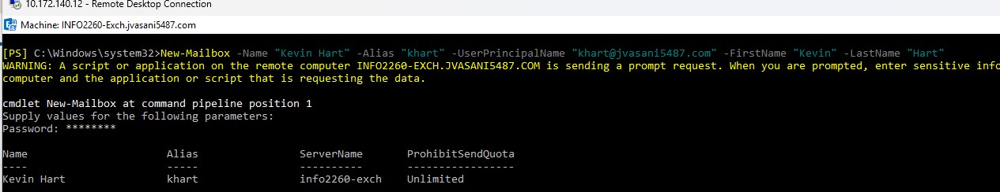 10.172.140.12 - Remote Desktop Connection
Machine: INFO2260-Exch.jvasani5487.com
[PS] C:\Windows\system32>New-Mailbox -Name "Kevin Hart" -Alias "khart" -UserPrincipalName "khart@jvasani5487.com" -FirstName "Kevin" -LastName "Hart"
WARNING: A script or application on the remote computer INFO2260-EXCH.JVASANI5487.COM is sending a prompt request. When you are prompted, enter sensitive info
computer and the application or script that is requesting the data.
cmdlet New-Mailbox at command pipeline position 1
Supply values for the following parameters:
Password: ********
Name Alias ServerName ProhibitSendQuota
---- ----- ---------- -----------------
Kevin Hart khart info2260-exch Unlimited